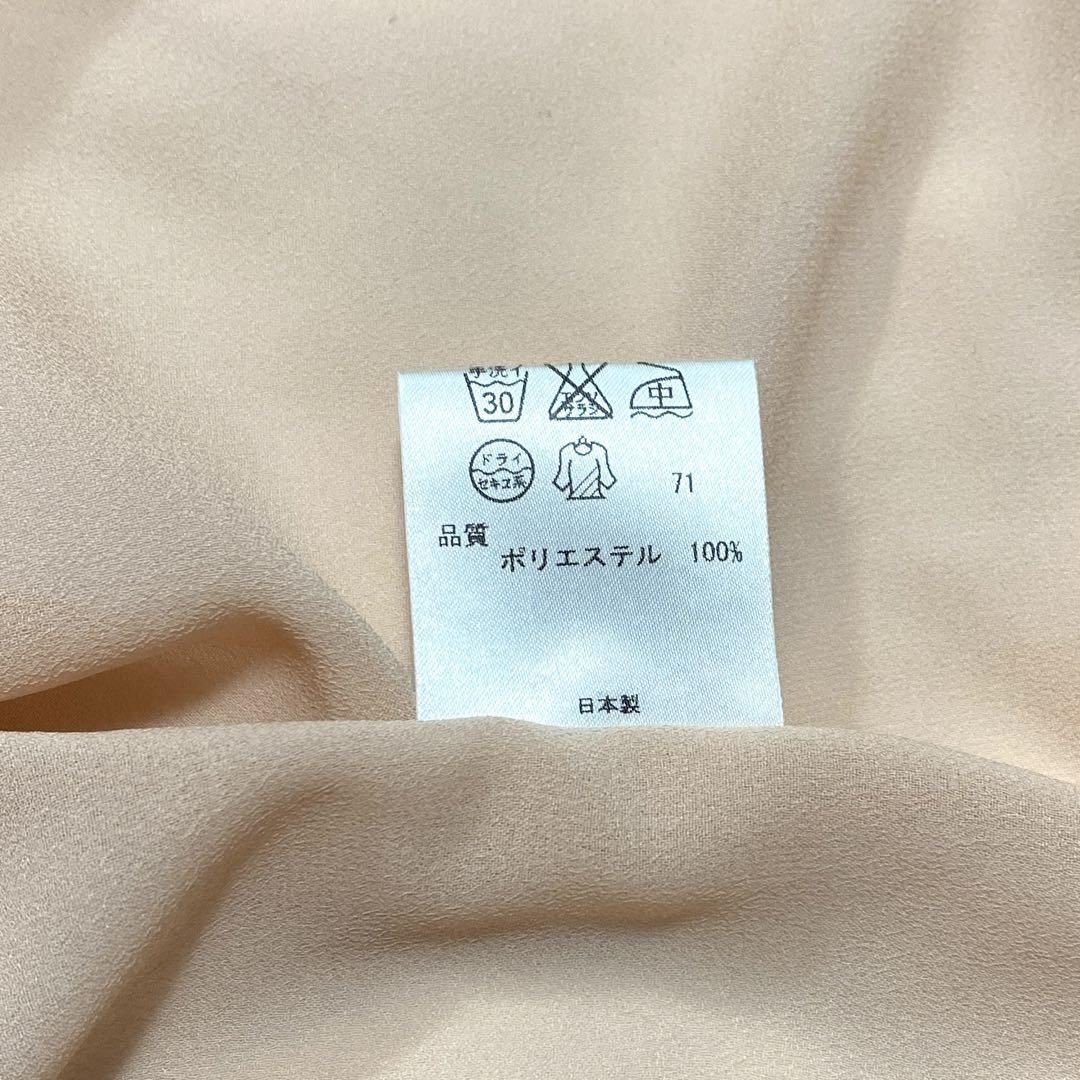 手洗イ
30
エンソ
サラシ
中
ドライ
セキユ系
71
品質
ポリエステル 100%
日本製